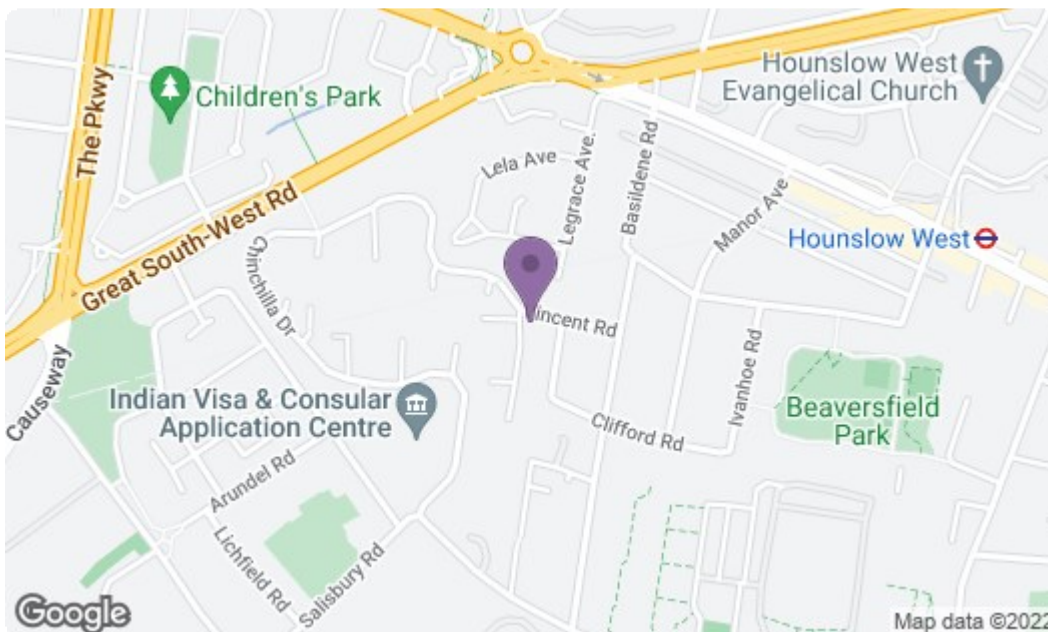 The Pkwy
Children's Park
Great South-West Rd
Lela Ave
Legrace Ave.
Basildene Rd
Manor Ave
Hounslow West
Evangelical Church
Hounslow West
Chinchilla Dr
incent Rd
Causeway
Indian Visa & Consular
Application Centre
Clifford Rd
Ivanhoe Rd
Beaversfield
Park
Arundel Rd
Lichfield Rd
Salisbury Rd
Google
Map data ©2022